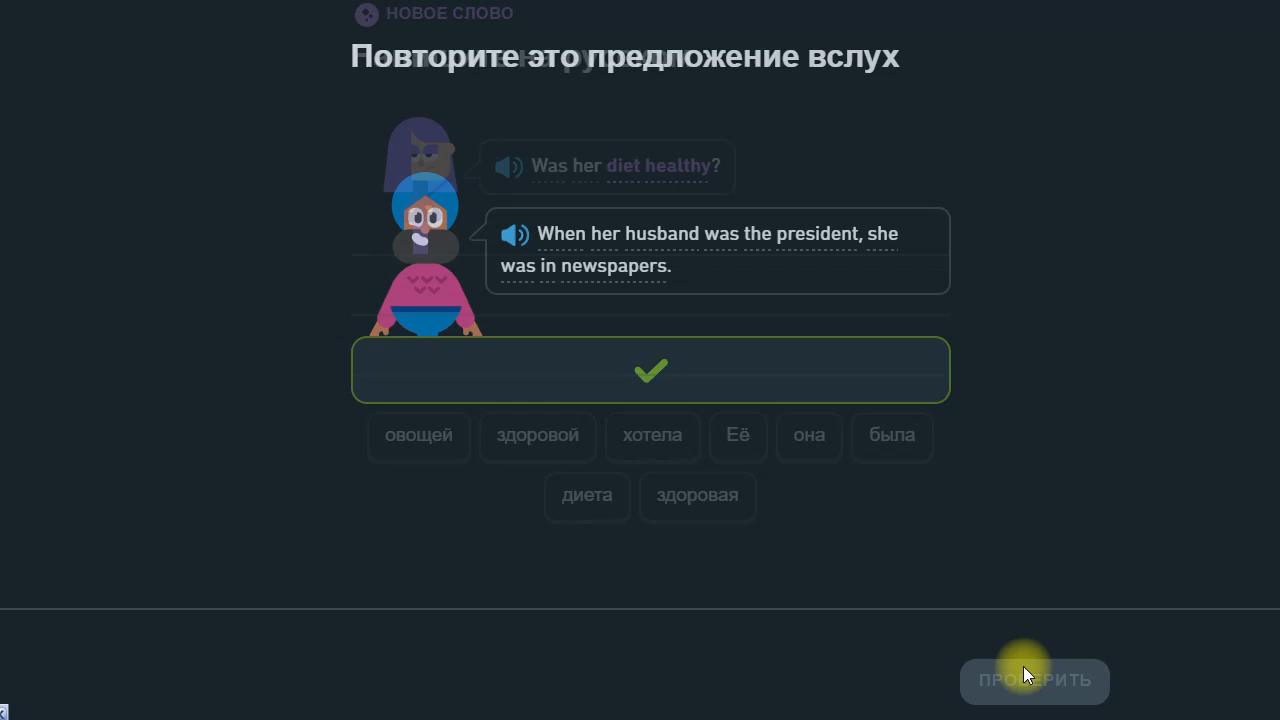 НОВОЕ СЛОВО
Повторите это предложение вслух
Was her diet healthy?
When her husband was the president, she
was in newspapers.
овощей здоровой хотела Её она была
диета здоровая
ПРОВЕРИТЬ